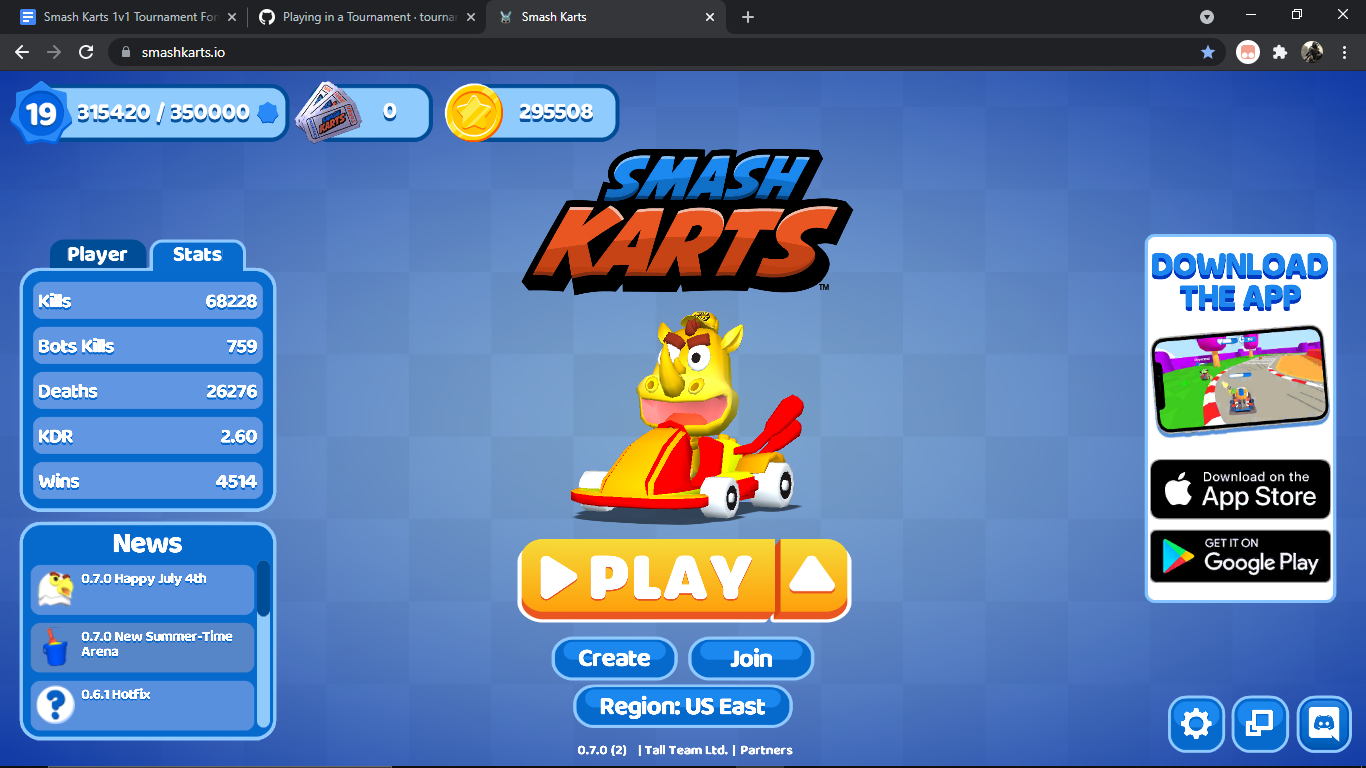 Smash Karts 1v1 Tournament For
Playing in a Tournament · tournam
Smash Karts
smashkarts.io
19
315420 / 350000
0
295508
SMASH
KARTS
TM
Player
Stats
Kills
68228
Bots Kills
759
Deaths
26276
KDR
2.60
Wins
4514
News
0.7.0 Happy July 4th
0.7.0 New Summer-Time
Arena
0.6.1 Hotfix
PLAY
Create
Join
Region: US East
0.7.0 (2) | Tall Team Ltd. | Partners
DOWNLOAD
THE APP
Download on the
App Store
GET IT ON
Google Play